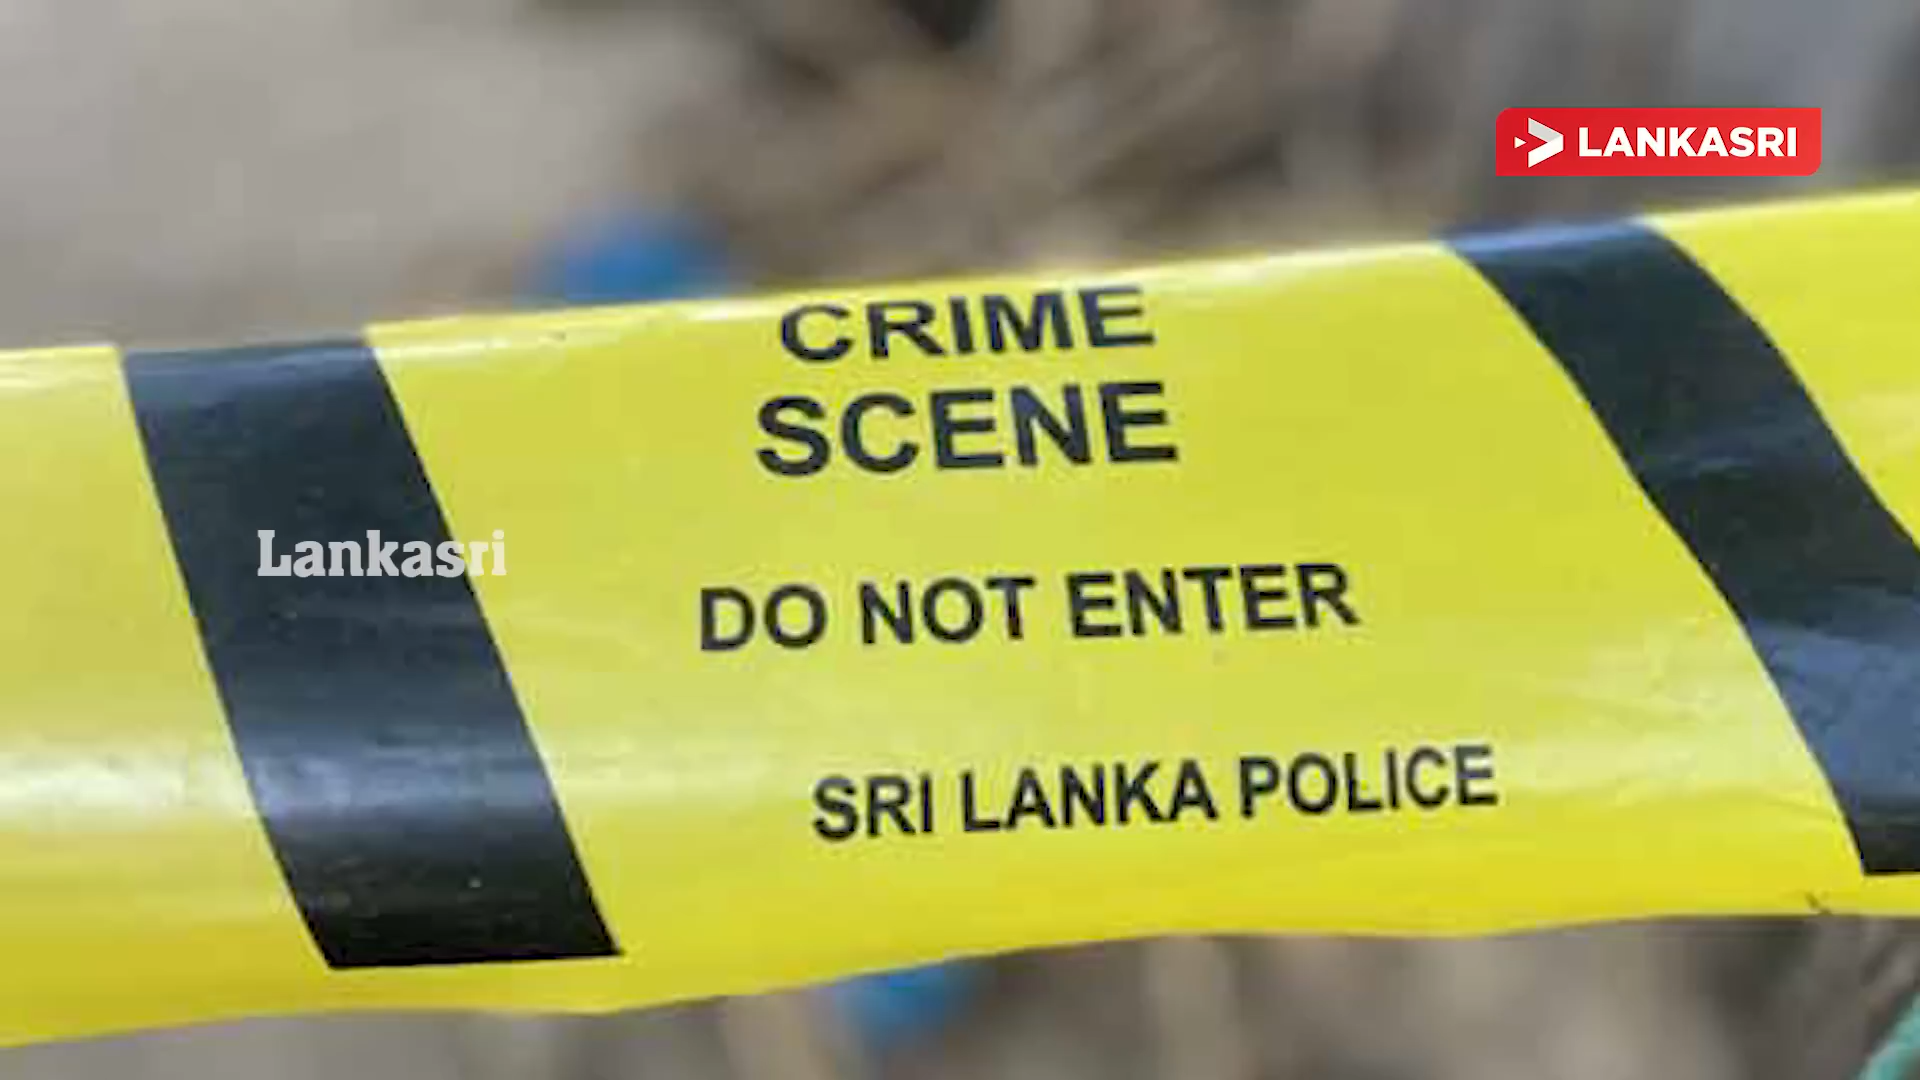 LANKASRI
CRIME
SCENE
Lankasri
DO NOT ENTER
SRI LANKA POLICE